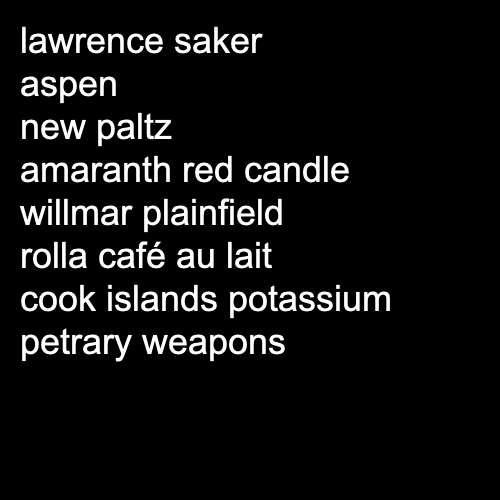 lawrence saker
aspen
new paltz
amaranth red candle
willmar plainfield
rolla café au lait
cook islands potassium
petrary weapons